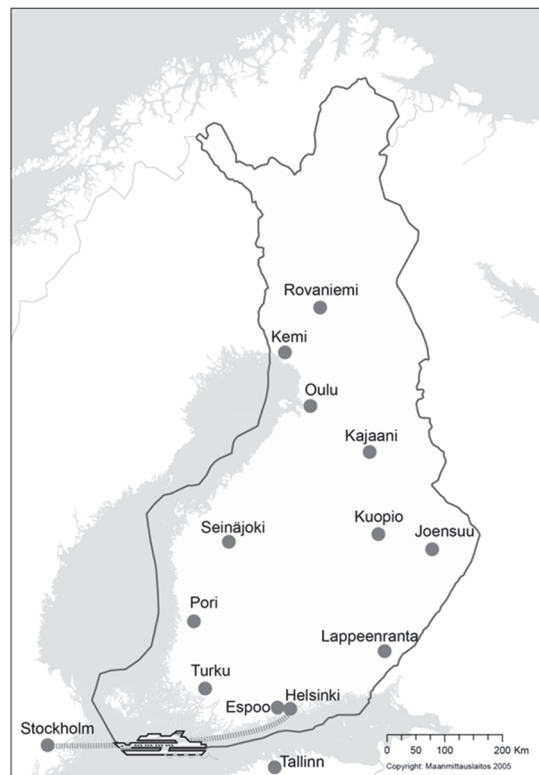 Rovaniemi
Kemi
Oulu
Kajaani
Kuopio
Joensuu
Seinäjoki
Pori
Lappeenranta
Turku
Espoo
Helsinki
Stockholm
Tallinn
0 50 100 200 Km
Copyright: Maanmittauslaitos 2005